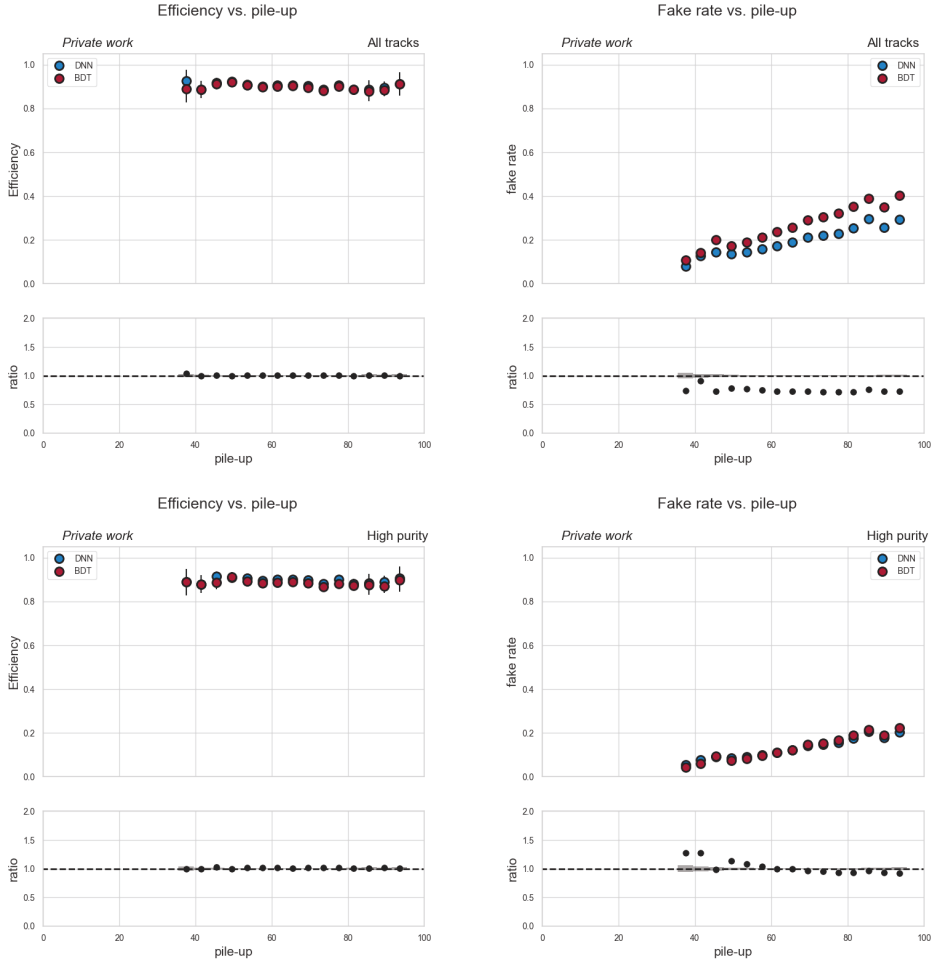 Efficiency vs. pile-up
Private work
All tracks
DNN
BDT
1.0
0.8
0.6
0.4
0.2
0.0
Efficiency
2.0
1.5
1.0
0.5
0.0
ratio
0 20 40 60 80 100
pile-up
Fake rate vs. pile-up
Private work
All tracks
DNN
BDT
1.0
0.8
0.6
0.4
0.2
0.0
fake rate
2.0
1.5
1.0
0.5
0.0
ratio
0 20 40 60 80 100
pile-up
Efficiency vs. pile-up
Private work
High purity
DNN
BDT
1.0
0.8
0.6
0.4
0.2
0.0
Efficiency
2.0
1.5
1.0
0.5
0.0
ratio
0 20 40 60 80 100
pile-up
Fake rate vs. pile-up
Private work
High purity
DNN
BDT
1.0
0.8
0.6
0.4
0.2
0.0
fake rate
2.0
1.5
1.0
0.5
0.0
ratio
0 20 40 60 80 100
pile-up